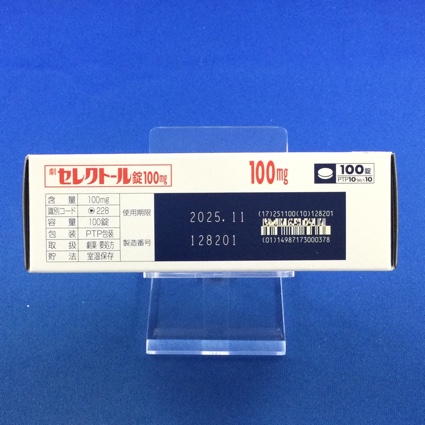 劇 セレクトール錠100mg
100mg
100錠
PTP10錠×10
含 量 100mg
識別コード 228
容 量 100錠
包 装 PTP包装
取 扱 劇薬 要処方
貯 法 室温保存
使用期限 2025.11
製造番号 128201
(17)251100(10)128201
(01)14987173000378